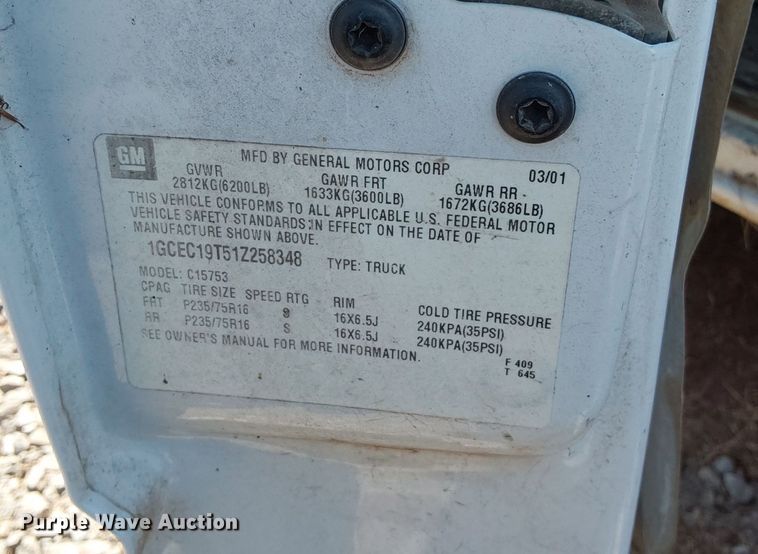 GM
MFD BY GENERAL MOTORS CORP 03/01
GVWR GAWR FRT GAWR RR
2812KG(6200LB) 1633KG(3600LB) 1672KG(3686LB)
THIS VEHICLE CONFORMS TO ALL APPLICABLE U.S. FEDERAL MOTOR
VEHICLE SAFETY STANDARDS IN EFFECT ON THE DATE OF
MANUFACTURE SHOWN ABOVE.
1GCEC19T51Z258348 TYPE: TRUCK
MODEL: C15753
CPAG TIRE SIZE SPEED RTG RIM COLD TIRE PRESSURE
FRT P235/75R16 S 16X6.5J 240KPA(35PSI)
RR P235/75R16 S 16X6.5J 240KPA(35PSI)
SEE OWNER'S MANUAL FOR MORE INFORMATION.
F 409
T 645
Purple Wave Auction